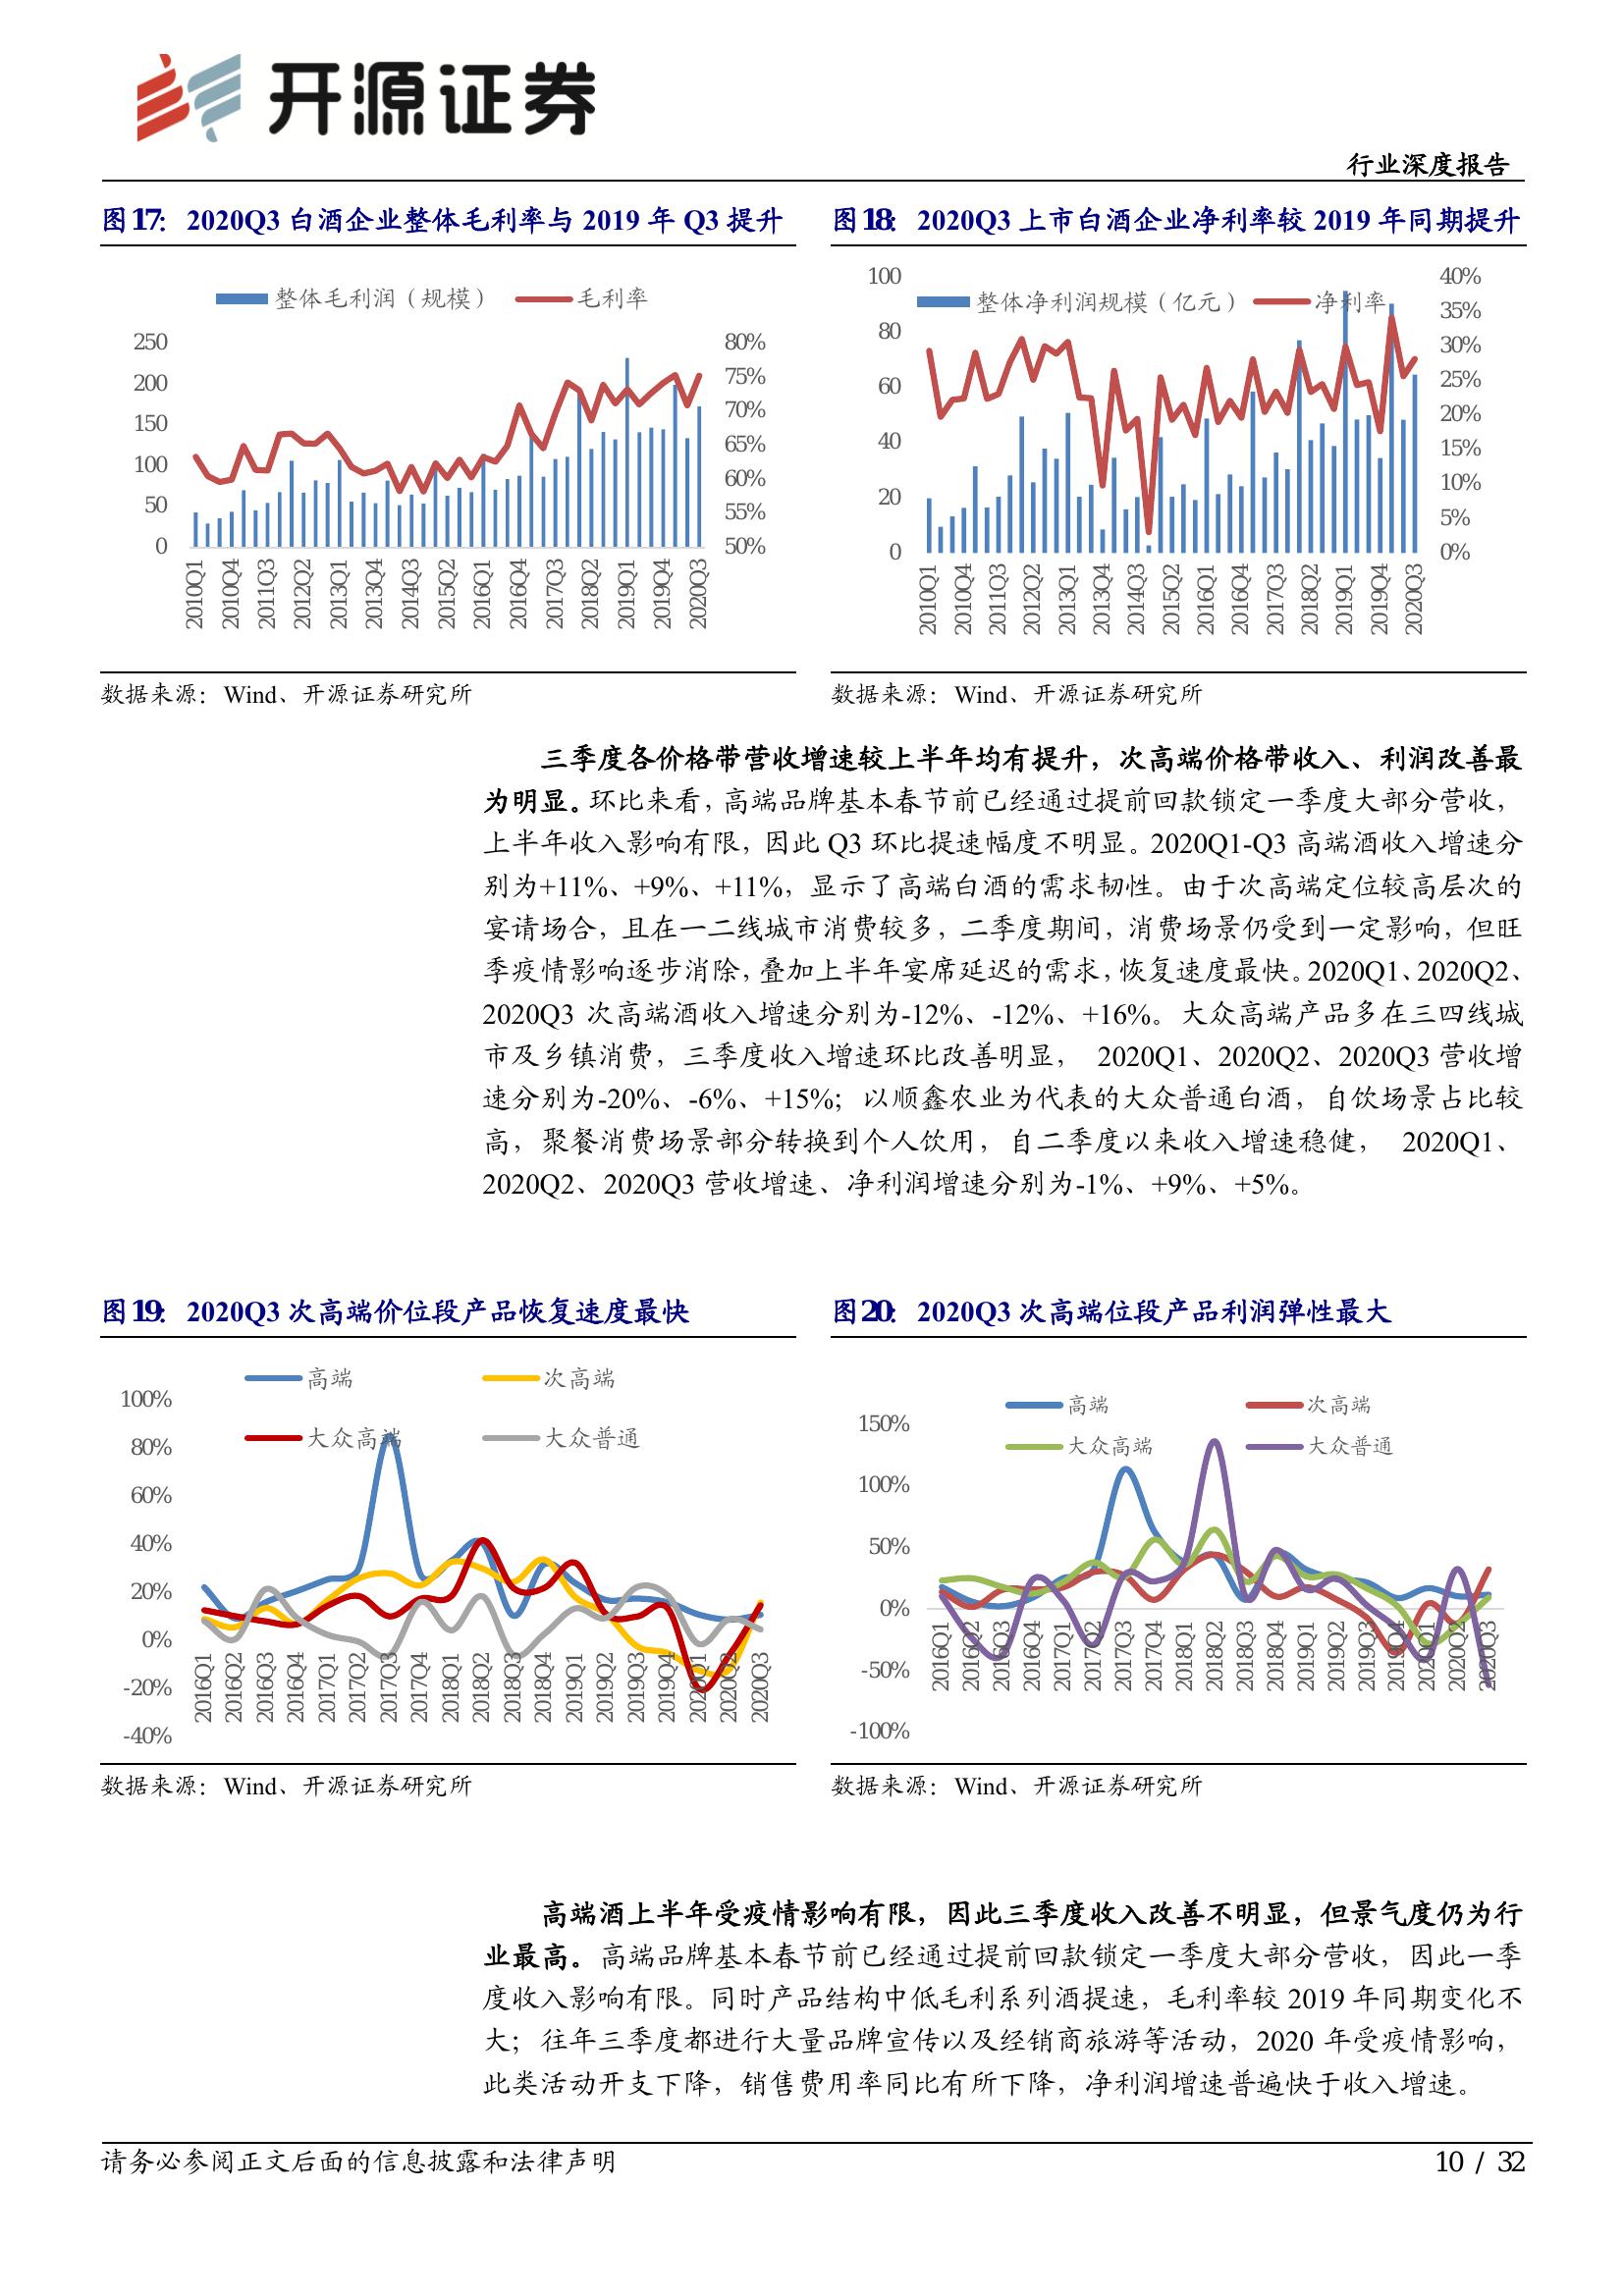 开源证券
行业深度报告
图17： 2020Q3 白酒企业整体毛利率与 2019 年 Q3 提升
图18： 2020Q3 上市白酒企业净利率较 2019 年同期提升
整体毛利润（规模） 毛利率
250
200
150
100
50
0
80%
75%
70%
65%
60%
55%
50%
2010Q1 2010Q4 2011Q3 2012Q2 2013Q1 2013Q4 2014Q3 2015Q2 2016Q1 2016Q4 2017Q3 2018Q2 2019Q1 2019Q4 2020Q3
整体净利润规模（亿元） 净利率
100
80
60
40
20
0
40%
35%
30%
25%
20%
15%
10%
5%
0%
2010Q1 2010Q4 2011Q3 2012Q2 2013Q1 2013Q4 2014Q3 2015Q2 2016Q1 2016Q4 2017Q3 2018Q2 2019Q1 2019Q4 2020Q3
数据来源：Wind、开源证券研究所
数据来源：Wind、开源证券研究所
三季度各价格带营收增速较上半年均有提升，次高端价格带收入、利润改善最
为明显。环比来看，高端品牌基本春节前已经通过提前回款锁定一季度大部分营收，
上半年收入影响有限，因此 Q3 环比提速幅度不明显。2020Q1-Q3 高端酒收入增速分
别为+11%、+9%、+11%，显示了高端白酒的需求韧性。由于次高端定位较高层次的
宴请场合，且在一二线城市消费较多，二季度期间，消费场景仍受到一定影响，但旺
季疫情影响逐步消除，叠加上半年宴席延迟的需求，恢复速度最快。2020Q1、2020Q2、
2020Q3 次高端酒收入增速分别为-12%、-12%、+16%。大众高端产品多在三四线城
市及乡镇消费，三季度收入增速环比改善明显， 2020Q1、2020Q2、2020Q3 营收增
速分别为-20%、-6%、+15%；以顺鑫农业为代表的大众普通白酒，自饮场景占比较
高，聚餐消费场景部分转换到个人饮用，自二季度以来收入增速稳健， 2020Q1、
2020Q2、2020Q3 营收增速、净利润增速分别为-1%、+9%、+5%。
图19： 2020Q3 次高端价位段产品恢复速度最快
图20： 2020Q3 次高端位段产品利润弹性最大
高端 次高端
大众高端 大众普通
100%
80%
60%
40%
20%
0%
-20%
-40%
2016Q1 2016Q2 2016Q3 2016Q4 2017Q1 2017Q2 2017Q3 2017Q4 2018Q1 2018Q2 2018Q3 2018Q4 2019Q1 2019Q2 2019Q3 2019Q4 2020Q1 2020Q2 2020Q3
高端 次高端
大众高端 大众普通
150%
100%
50%
0%
-50%
-100%
2016Q1 2016Q2 2016Q3 2016Q4 2017Q1 2017Q2 2017Q3 2017Q4 2018Q1 2018Q2 2018Q3 2018Q4 2019Q1 2019Q2 2019Q3 2019Q4 2020Q1 2020Q2 2020Q3
数据来源：Wind、开源证券研究所
数据来源：Wind、开源证券研究所
高端酒上半年受疫情影响有限，因此三季度收入改善不明显，但景气度仍为行
业最高。高端品牌基本春节前已经通过提前回款锁定一季度大部分营收，因此一季
度收入影响有限。同时产品结构中低毛利系列酒提速，毛利率较 2019 年同期变化不
大；往年三季度都进行大量品牌宣传以及经销商旅游等活动，2020 年受疫情影响，
此类活动开支下降，销售费用率同比有所下降，净利润增速普遍快于收入增速。
请务必参阅正文后面的信息披露和法律声明
10 / 32